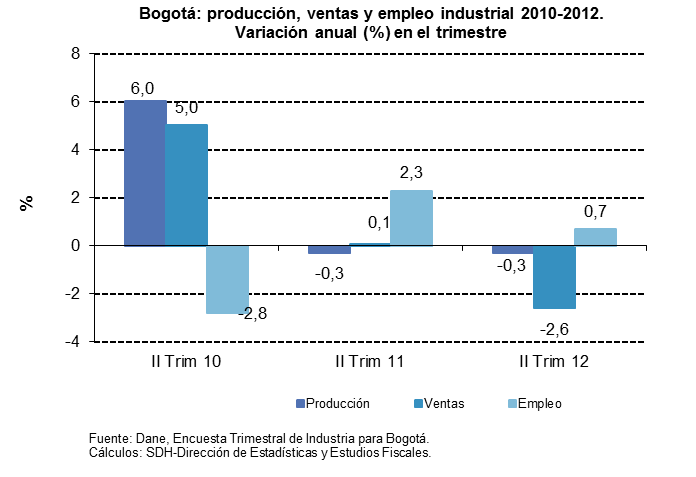 Bogotá: producción, ventas y empleo industrial 2010-2012.
Variación anual (%) en el trimestre
8
6
4
2
0
-2
-4
%
6,0
5,0
-2,8
-0,3
0,1
2,3
-0,3
-2,6
0,7
II Trim 10
II Trim 11
II Trim 12
Producción
Ventas
Empleo
Fuente: Dane, Encuesta Trimestral de Industria para Bogotá.
Cálculos: SDH-Dirección de Estadísticas y Estudios Fiscales.